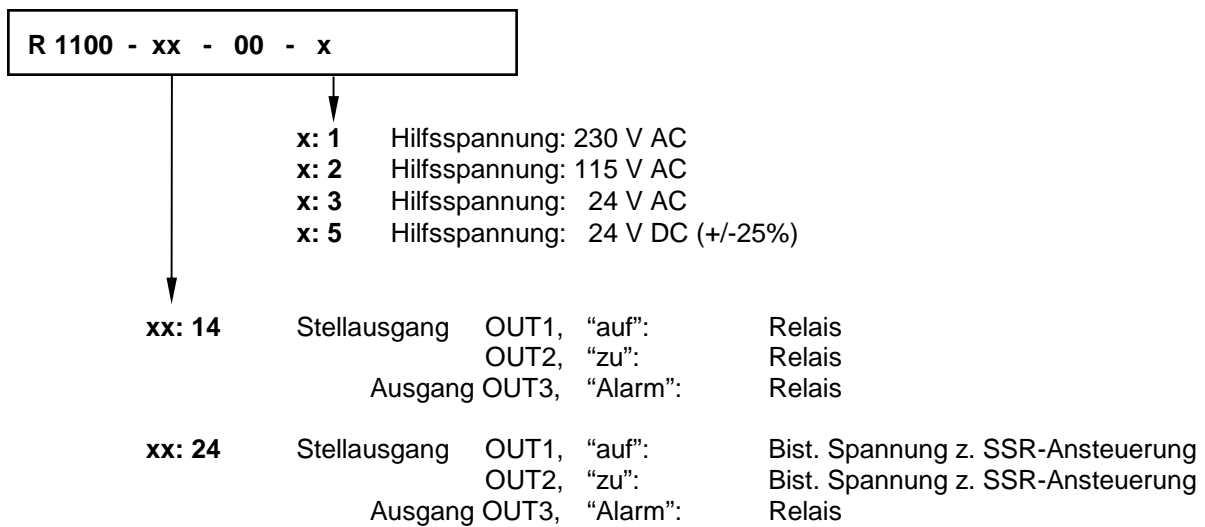 R 1100 - xx - 00 - x
x: 1 Hilfsspannung: 230 V AC
x: 2 Hilfsspannung: 115 V AC
x: 3 Hilfsspannung: 24 V AC
x: 5 Hilfsspannung: 24 V DC (+/-25%)
xx: 14 Stellausgang OUT1, “auf”: Relais
OUT2, “zu”: Relais
Ausgang OUT3, “Alarm”: Relais
xx: 24 Stellausgang OUT1, “auf”: Bist. Spannung z. SSR-Ansteuerung
OUT2, “zu”: Bist. Spannung z. SSR-Ansteuerung
Ausgang OUT3, “Alarm”: Relais